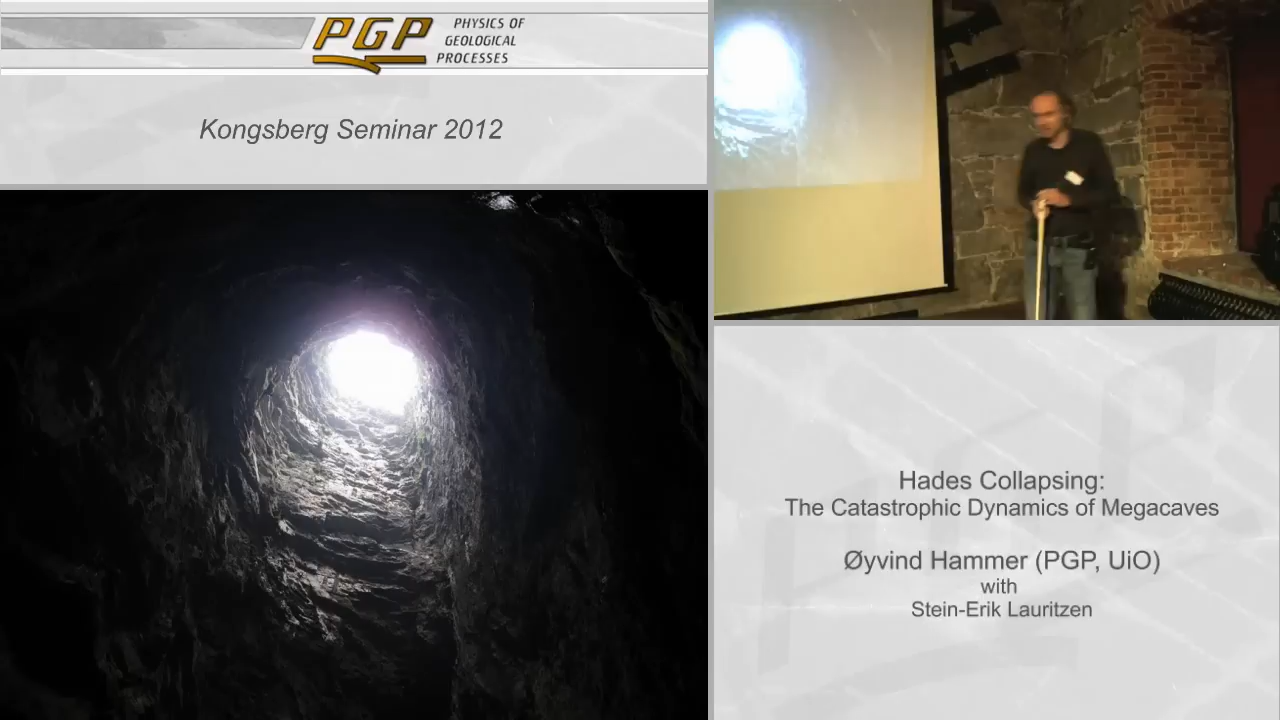 PGP
PHYSICS OF
GEOLOGICAL
PROCESSES
Kongsberg Seminar 2012
Hades Collapsing:
The Catastrophic Dynamics of Megacaves
Øyvind Hammer (PGP, UiO)
with
Stein-Erik Lauritzen